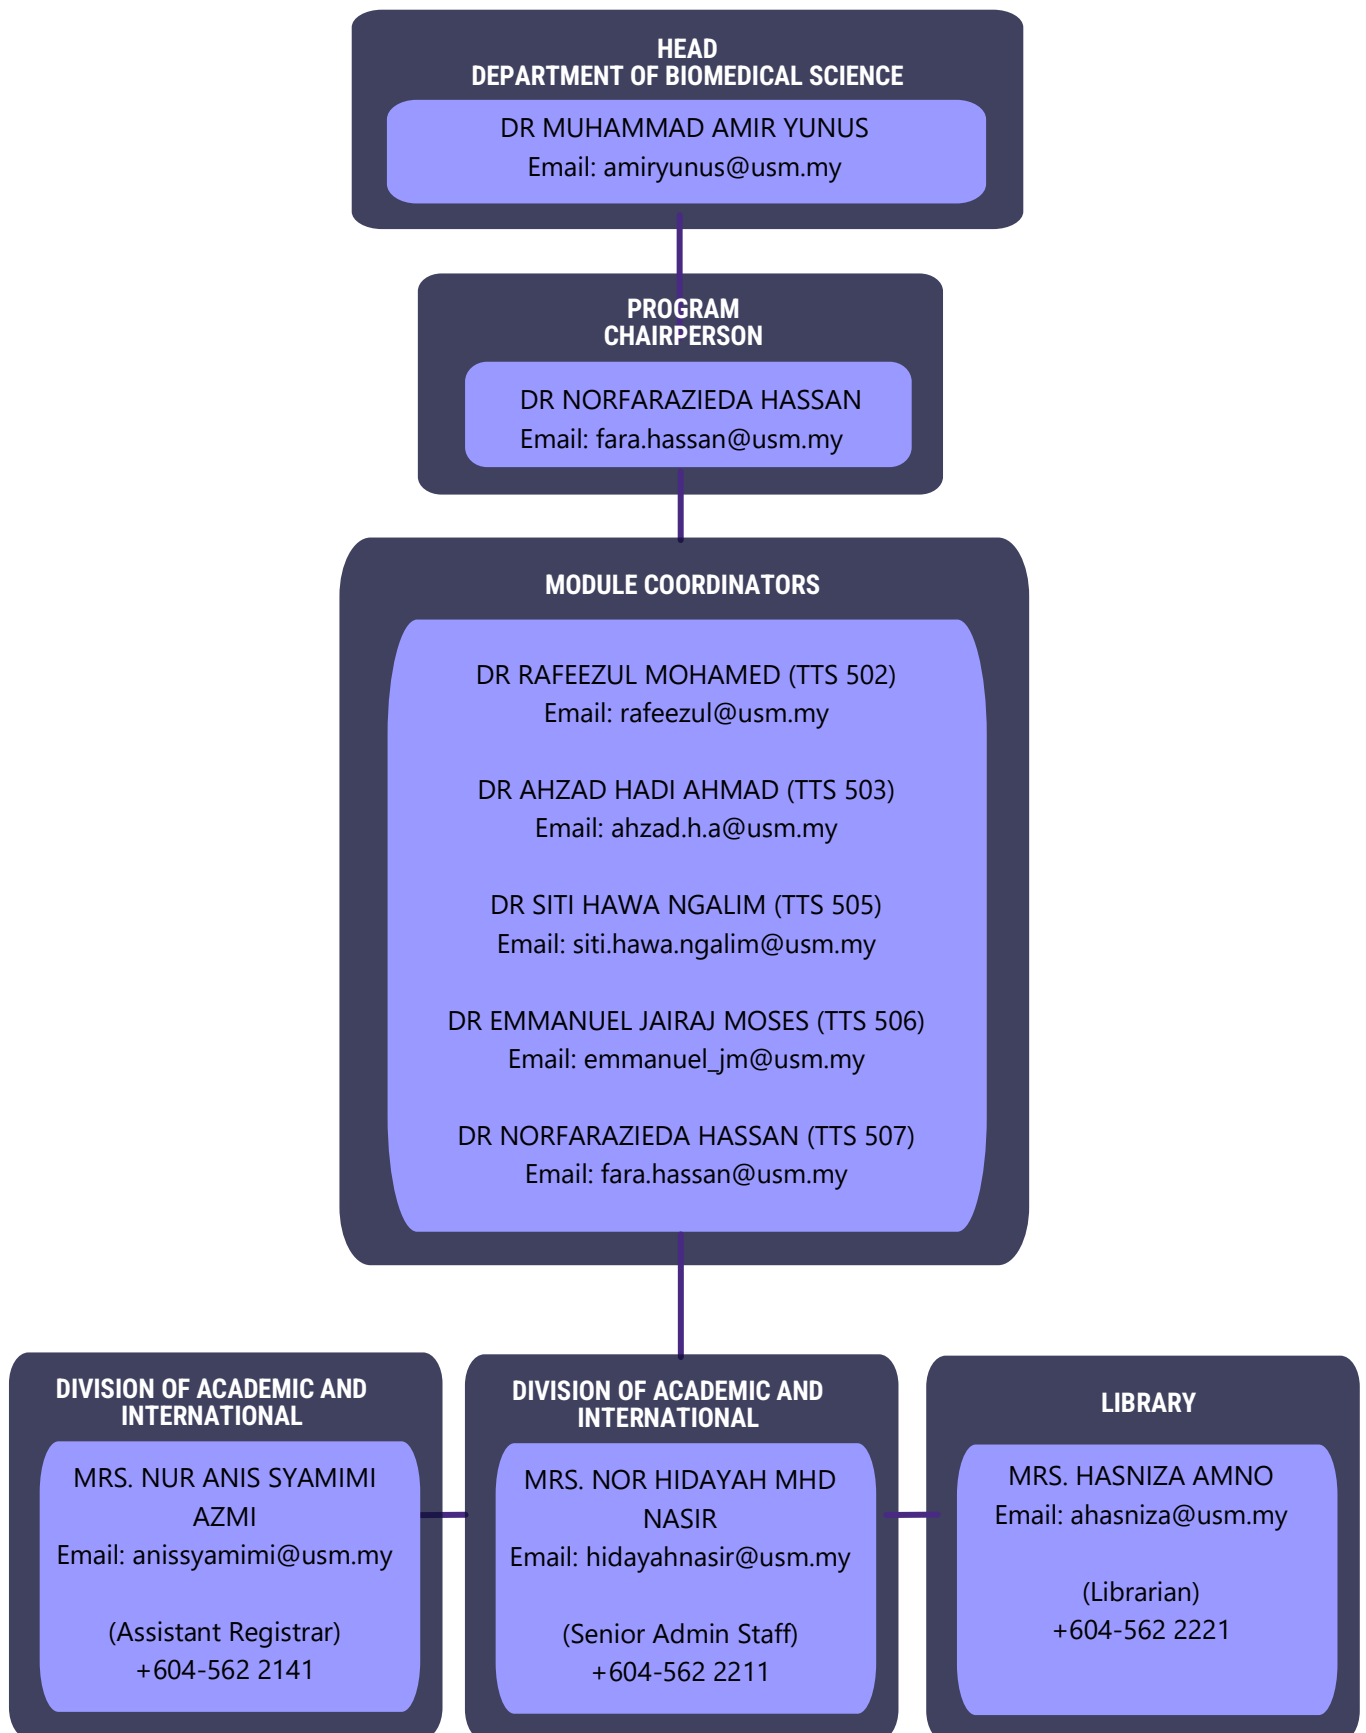 HEAD
DEPARTMENT OF BIOMEDICAL SCIENCE
DR MUHAMMAD AMIR YUNUS
Email: amiryunus@usm.my
PROGRAM
CHAIRPERSON
DR NORFARAZIEDA HASSAN
Email: fara.hassan@usm.my
MODULE COORDINATORS
DR RAFEEZUL MOHAMED (TTS 502)
Email: rafeezul@usm.my
DR AHZAD HADI AHMAD (TTS 503)
Email: ahzad.h.a@usm.my
DR SITI HAWA NGALIM (TTS 505)
Email: siti.hawa.ngalim@usm.my
DR EMMANUEL JAIRAJ MOSES (TTS 506)
Email: emmanuel_jm@usm.my
DR NORFARAZIEDA HASSAN (TTS 507)
Email: fara.hassan@usm.my
DIVISION OF ACADEMIC AND
INTERNATIONAL
MRS. NUR ANIS SYAMIMI
AZMI
Email: anissyamimi@usm.my
(Assistant Registrar)
+604-562 2141
DIVISION OF ACADEMIC AND
INTERNATIONAL
MRS. NOR HIDAYAH MHD
NASIR
Email: hidayahnasir@usm.my
(Senior Admin Staff)
+604-562 2211
LIBRARY
MRS. HASNIZA AMNO
Email: ahasniza@usm.my
(Librarian)
+604-562 2221